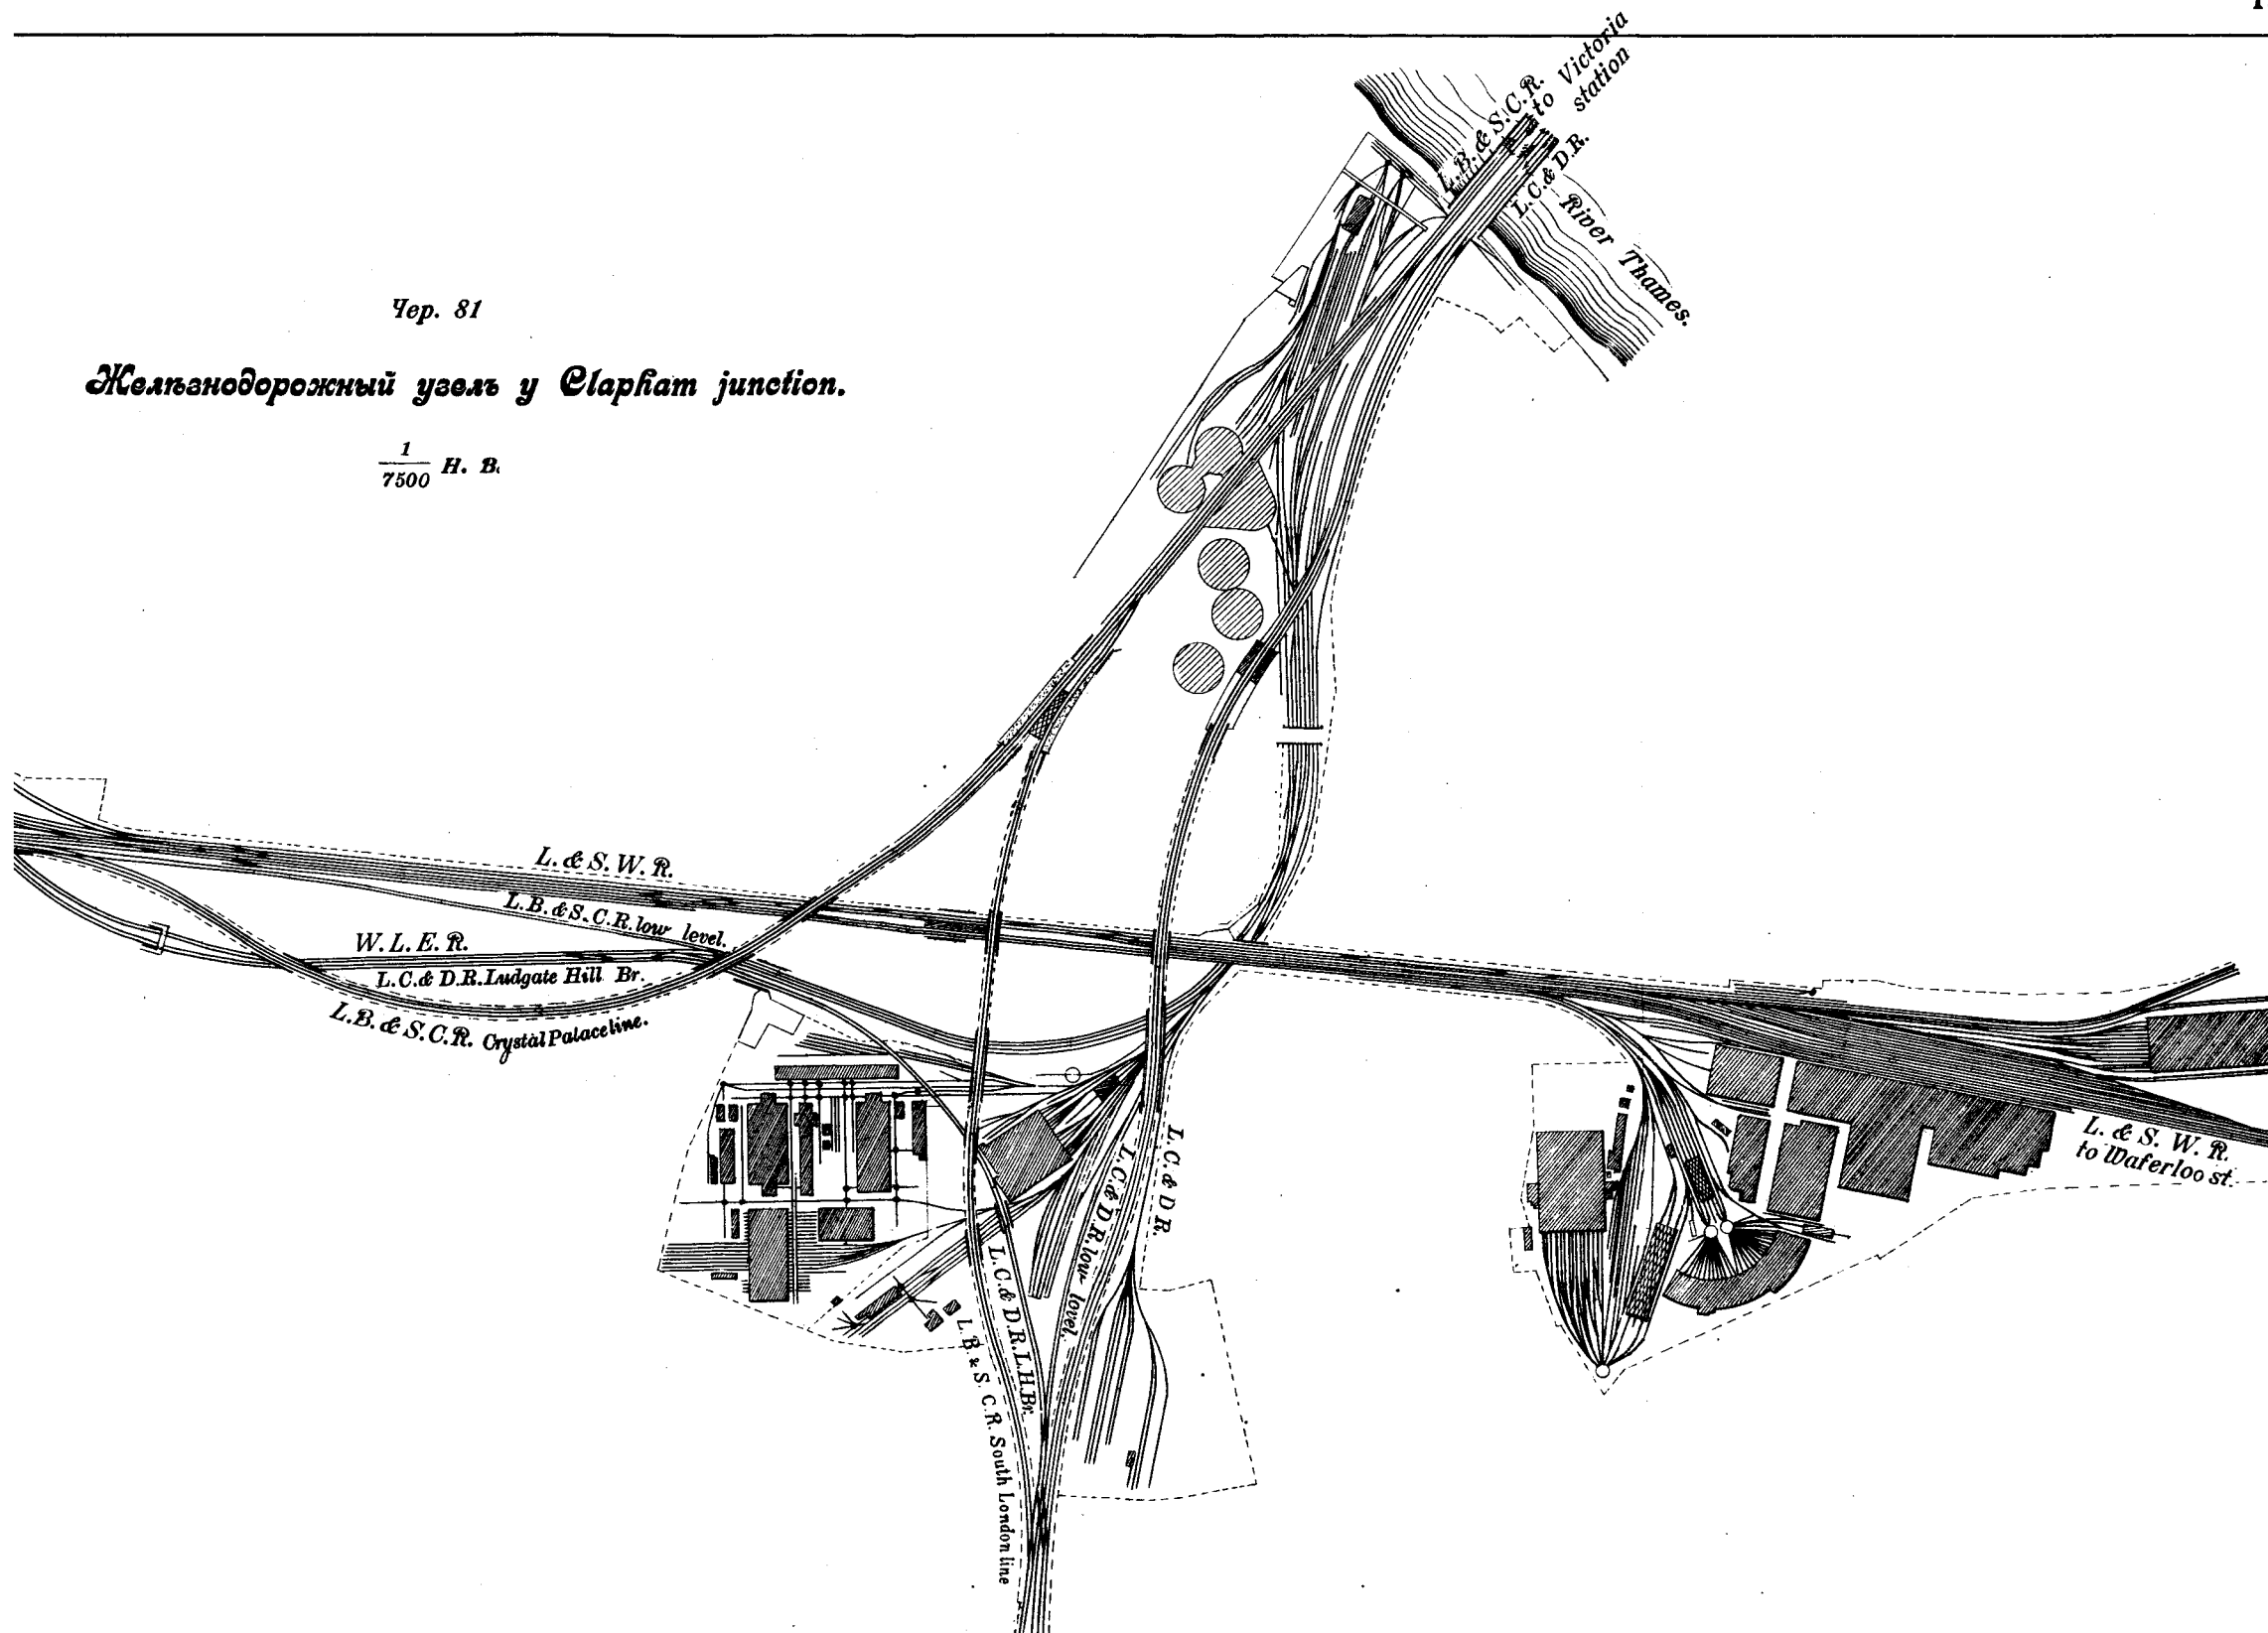 Чер. 81
Желѣзнодорожный узелъ у Clapham junction.
1
7500 Н. В.
L. B. & S. C. R.
to Victoria
station
L. C. & D. R.
River Thames.
L. & S. W. R.
L. B. & S. C. R. low level.
W. L. E. R.
L. C. & D. R. Ludgate Hill Br.
L. B. & S. C. R. Crystal Palace line.
L. C. & D R.
L. C. & D. R. low level.
L. C. & D. R. L. H. Br.
L. B. & S. C. R. South London line
L. & S. W. R.
to Waterloo st.